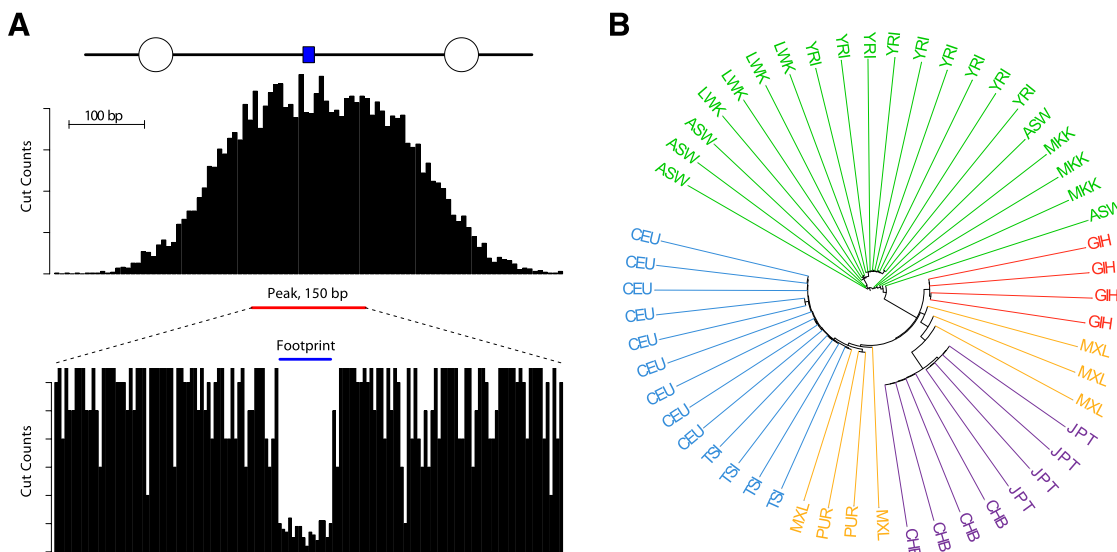 A
100 bp
Cut Counts
Peak, 150 bp
Footprint
Cut Counts
B
ASW
ASW
ASW
LWK
LWK
LWK
LWK
YRI
YRI
YRI
YRI
YRI
YRI
YRI
YRI
YRI
ASW
MKK
MKK
MKK
ASW
GIH
GIH
GIH
GIH
MXL
MXL
MXL
JPT
JPT
JPT
JPT
CHB
CHB
CHB
MXL
PUR
PUR
MXL
TSI
TSI
TSI
TSI
CEU
CEU
CEU
CEU
CEU
CEU
CEU
CEU
CEU